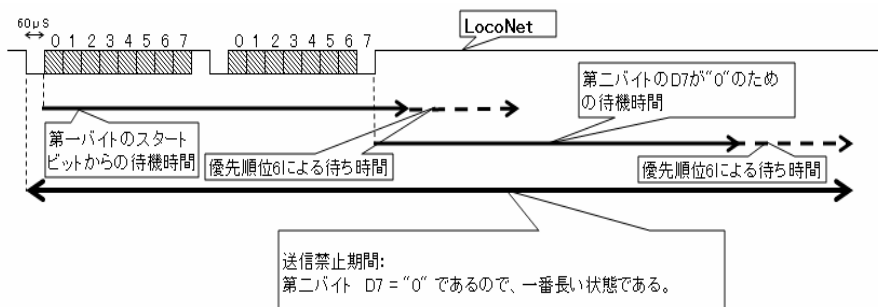 60μS
LocoNet
0 1 2 3 4 5 6 7
0 1 2 3 4 5 6 7
第二バイトのD7が“0”のため
の待機時間
第一バイトのスタート
ビットからの待機時間
優先順位6による待ち時間
優先順位6による待ち時間
送信禁止期間:
第二バイト D7 = “0” であるので、一番長い状態である。